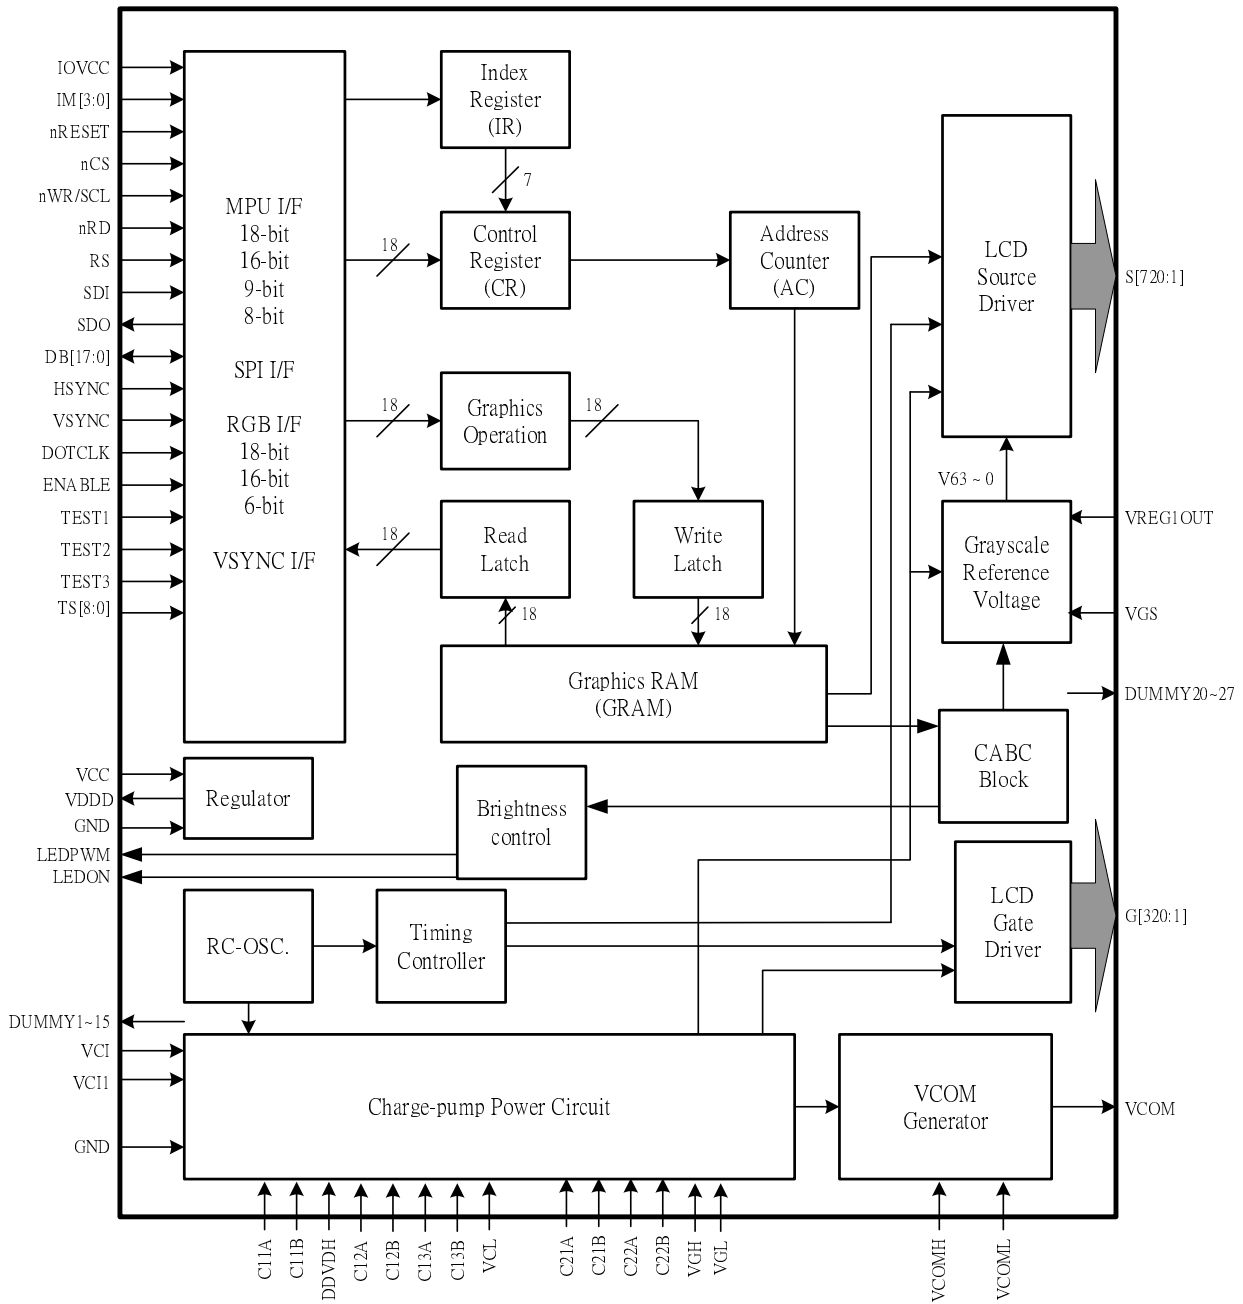 IOVCC
IM[3:0]
nRESET
nCS
nWR/SCL
nRD
RS
SDI
SDO
DB[17:0]
HSYNC
VSYNC
DOTCLK
ENABLE
TEST1
TEST2
TEST3
TS[8:0]
MPU I/F
18-bit
16-bit
9-bit
8-bit
SPI I/F
RGB I/F
18-bit
16-bit
6-bit
VSYNC I/F
Index
Register
(IR)
7
18
Control
Register
(CR)
Address
Counter
(AC)
18
Graphics
Operation
18
18
Read
Latch
Write
Latch
18
18
Graphics RAM
(GRAM)
LCD
Source
Driver
S[720:1]
V63 ~ 0
Grayscale
Reference
Voltage
VREG1OUT
VGS
DUMMY20~27
CABC
Block
VCC
VDDD
GND
LEDPWM
LEDON
Regulator
Brightness
control
RC-OSC.
Timing
Controller
LCD
Gate
Driver
G[320:1]
DUMMY1~15
VCI
VCI1
GND
Charge-pump Power Circuit
VCOM
Generator
VCOM
C11A
C11B
DDVDH
C12A
C12B
C13A
C13B
VCL
C21A
C21B
C22A
C22B
VGH
VGL
VCOMH
VCOML